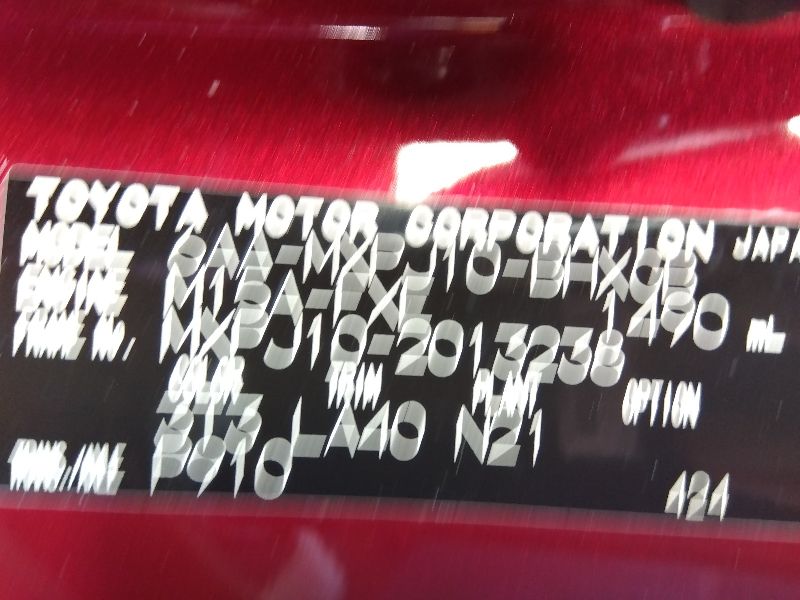 TOYOTA MOTOR CORPORATION JAPA
MODEL 6AA-MXPJ10-BHXGB
ENGINE M15A-FXE 1490 mL
FRAME No. MXPJ10-2013238
COLOR TRIM PLANT OPTION
3T3 LA40 N21
TRANS./AXLE P910 424